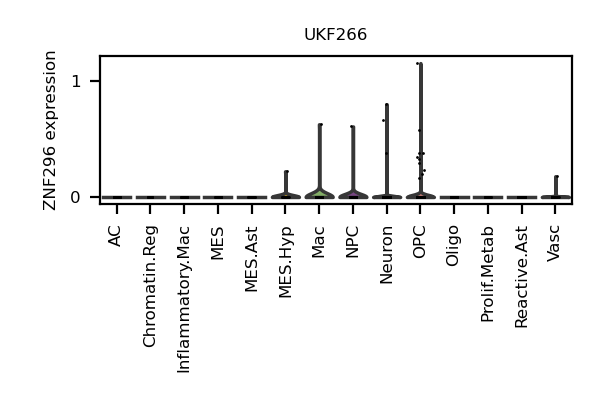 UKF266
ZNF296 expression
1
0
AC
Chromatin.Reg
Inflammatory.Mac
MES
MES.Ast
MES.Hyp
Mac
NPC
Neuron
OPC
Oligo
Prolif.Metab
Reactive.Ast
Vasc